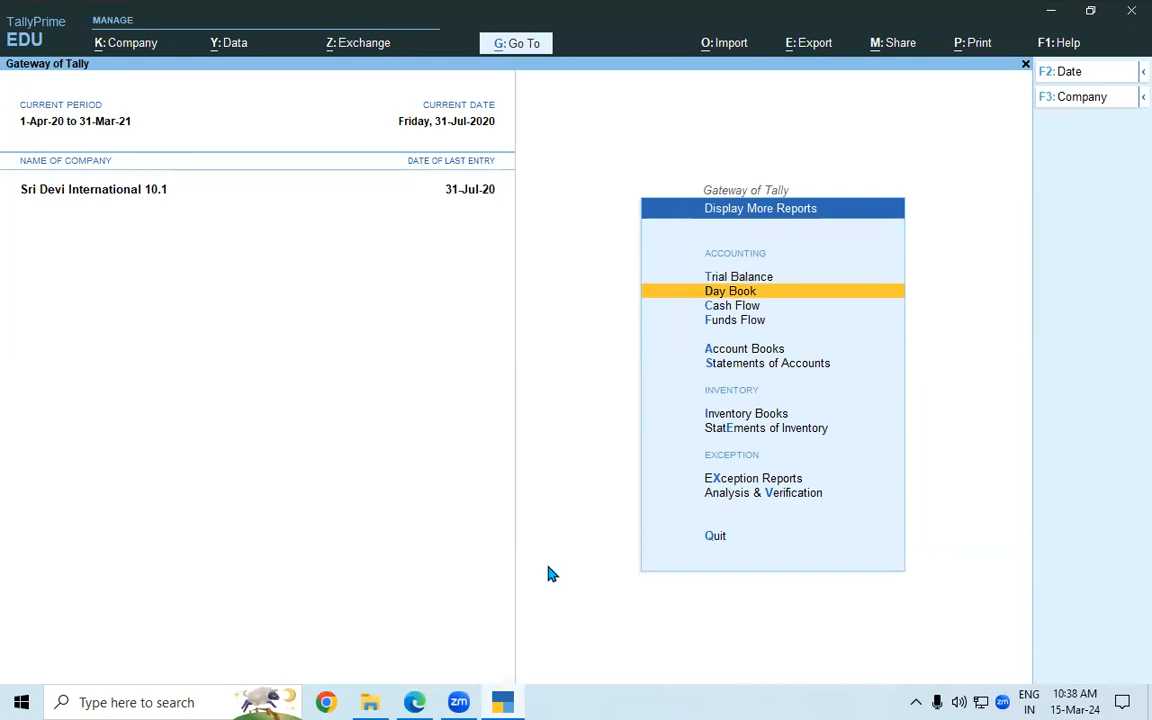 TallyPrime
EDU
MANAGE
K: Company
Y: Data
Z: Exchange
G: Go To
O: Import
E: Export
M: Share
P: Print
F1: Help
Gateway of Tally
F2: Date
F3: Company
CURRENT PERIOD
CURRENT DATE
1-Apr-20 to 31-Mar-21
Friday, 31-Jul-2020
NAME OF COMPANY
DATE OF LAST ENTRY
Sri Devi International 10.1
31-Jul-20
Gateway of Tally
Display More Reports
ACCOUNTING
Trial Balance
Day Book
Cash Flow
Funds Flow
Account Books
Statements of Accounts
INVENTORY
Inventory Books
StatEments of Inventory
EXCEPTION
EXception Reports
Analysis & Verification
Quit
Type here to search
zm
zm
ENG
IN
10:38 AM
15-Mar-24